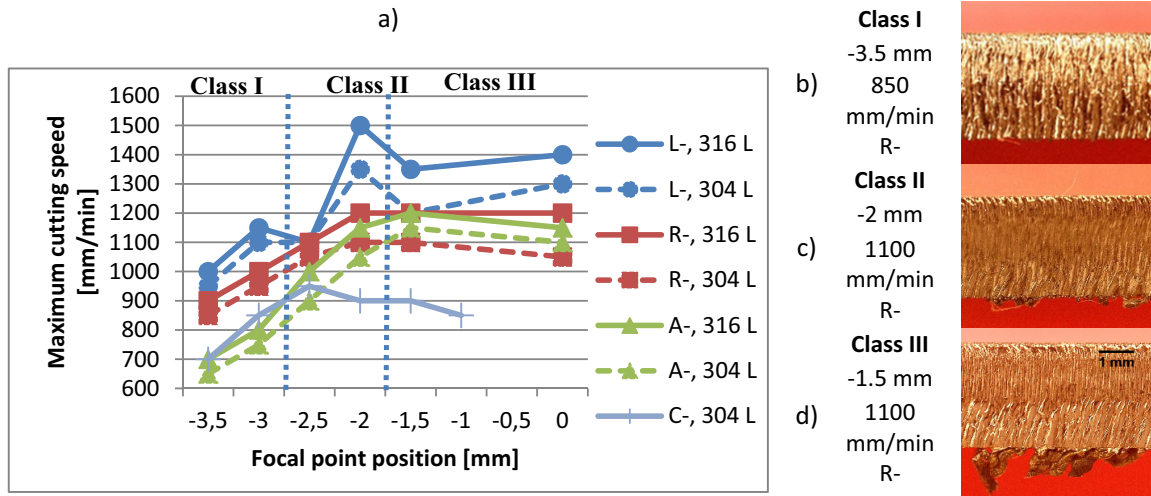 a)
Class I
Class II
Class III
Maximum cutting speed
[mm/min]
1600
1500
1400
1300
1200
1100
1000
900
800
700
600
-3,5
-3
-2,5
-2
-1,5
-1
-0,5
0
Focal point position [mm]
L-, 316 L
L-, 304 L
R-, 316 L
R-, 304 L
A-, 316 L
A-, 304 L
C-, 304 L
b)
Class I
-3.5 mm
850
mm/min
R-
c)
Class II
-2 mm
1100
mm/min
R-
d)
Class III
-1.5 mm
1100
mm/min
R-
1 mm